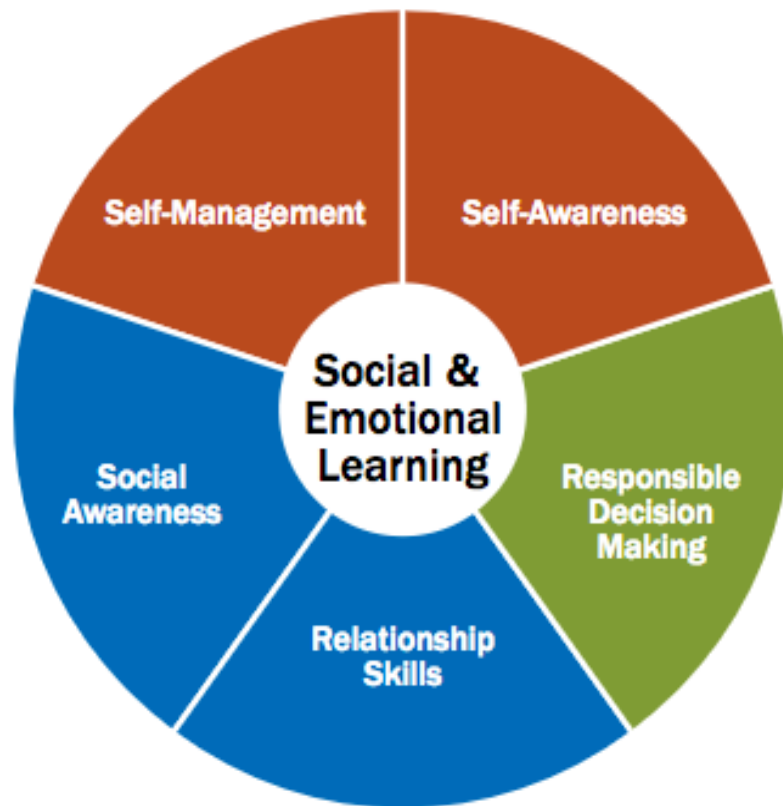 Self-Management
Self-Awareness
Social &
Emotional
Learning
Social
Awareness
Responsible
Decision
Making
Relationship
Skills